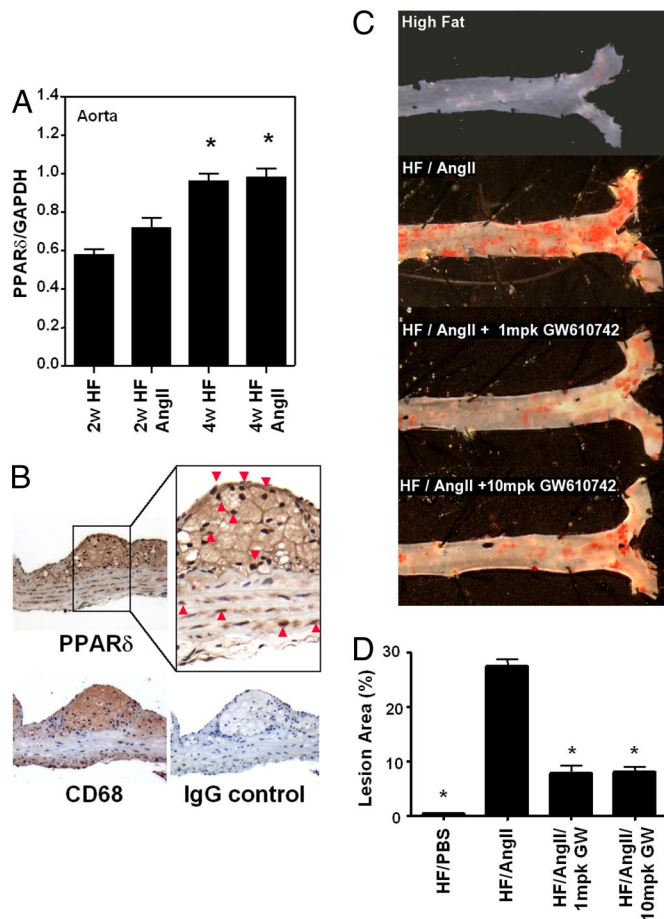 A
Aorta
*
*
PPARδ/GAPDH
1.4
1.2
1.0
0.8
0.6
0.4
0.2
0.0
2w HF
2w HF
AngII
4w HF
4w HF
AngII
B
PPARδ
CD68
IgG control
C
High Fat
HF / AngII
HF / AngII + 1mpk GW610742
HF / AngII +10mpk GW610742
D
Lesion Area (%)
30
20
10
0
*
*
*
HF/PBS
HF/AngII
HF/AngII/
1mpk GW
HF/AngII/
10mpk GW